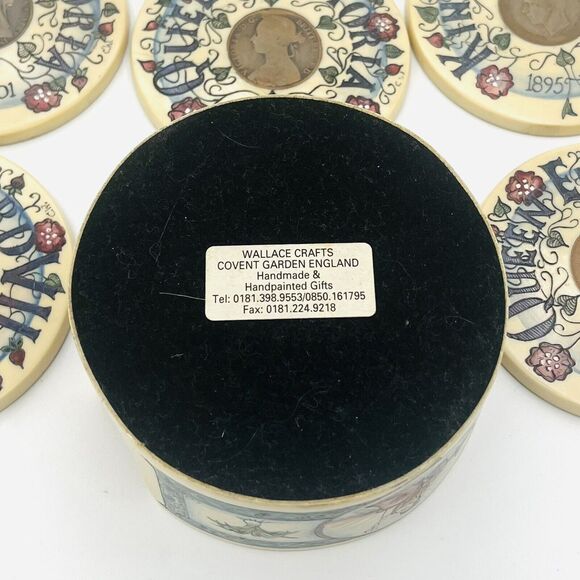 QUEEN
1895
WALLACE CRAFTS
COVENT GARDEN ENGLAND
Handmade &
Handpainted Gifts
Tel: 0181.398.9553/0850.161795
Fax: 0181.224.9218
QUEEN